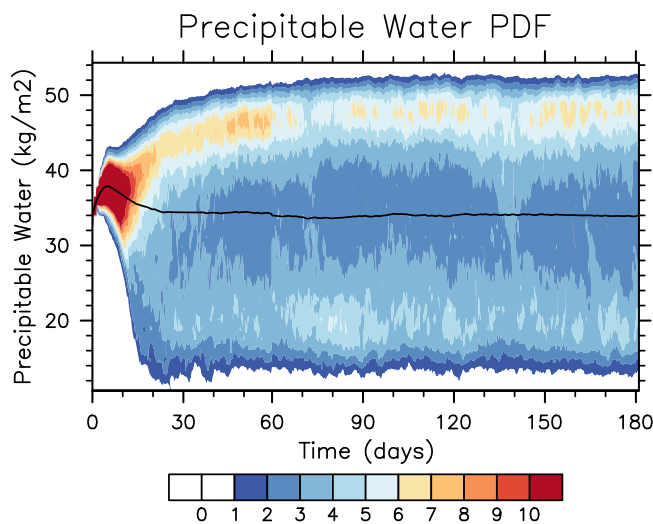 Precipitable Water PDF
Precipitable Water (kg/m2)
50
40
30
20
0 30 60 90 120 150 180
Time (days)
0 1 2 3 4 5 6 7 8 9 10